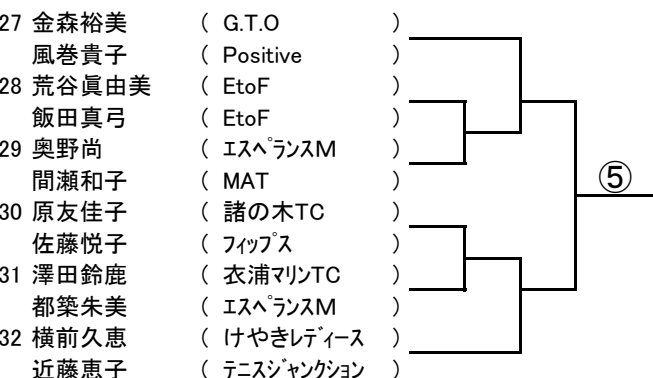 27 金森裕美 ( G.T.O )
風巻貴子 ( Positive )
28 荒谷眞由美 ( EtoF )
飯田真弓 ( EtoF )
29 奥野尚 ( ｴｽﾍﾟﾗﾝｽM )
間瀬和子 ( MAT )
⑤
30 原友佳子 ( 諸の木TC )
佐藤悦子 ( ﾌｨｯﾌﾟｽ )
31 澤田鈴鹿 ( 衣浦ﾏﾘﾝTC )
都築朱美 ( ｴｽﾍﾟﾗﾝｽM )
32 横前久恵 ( けやきﾚﾃﾞｨｰｽ )
近藤恵子 ( ﾃﾆｽｼﾞｬﾝｸｼｮﾝ )